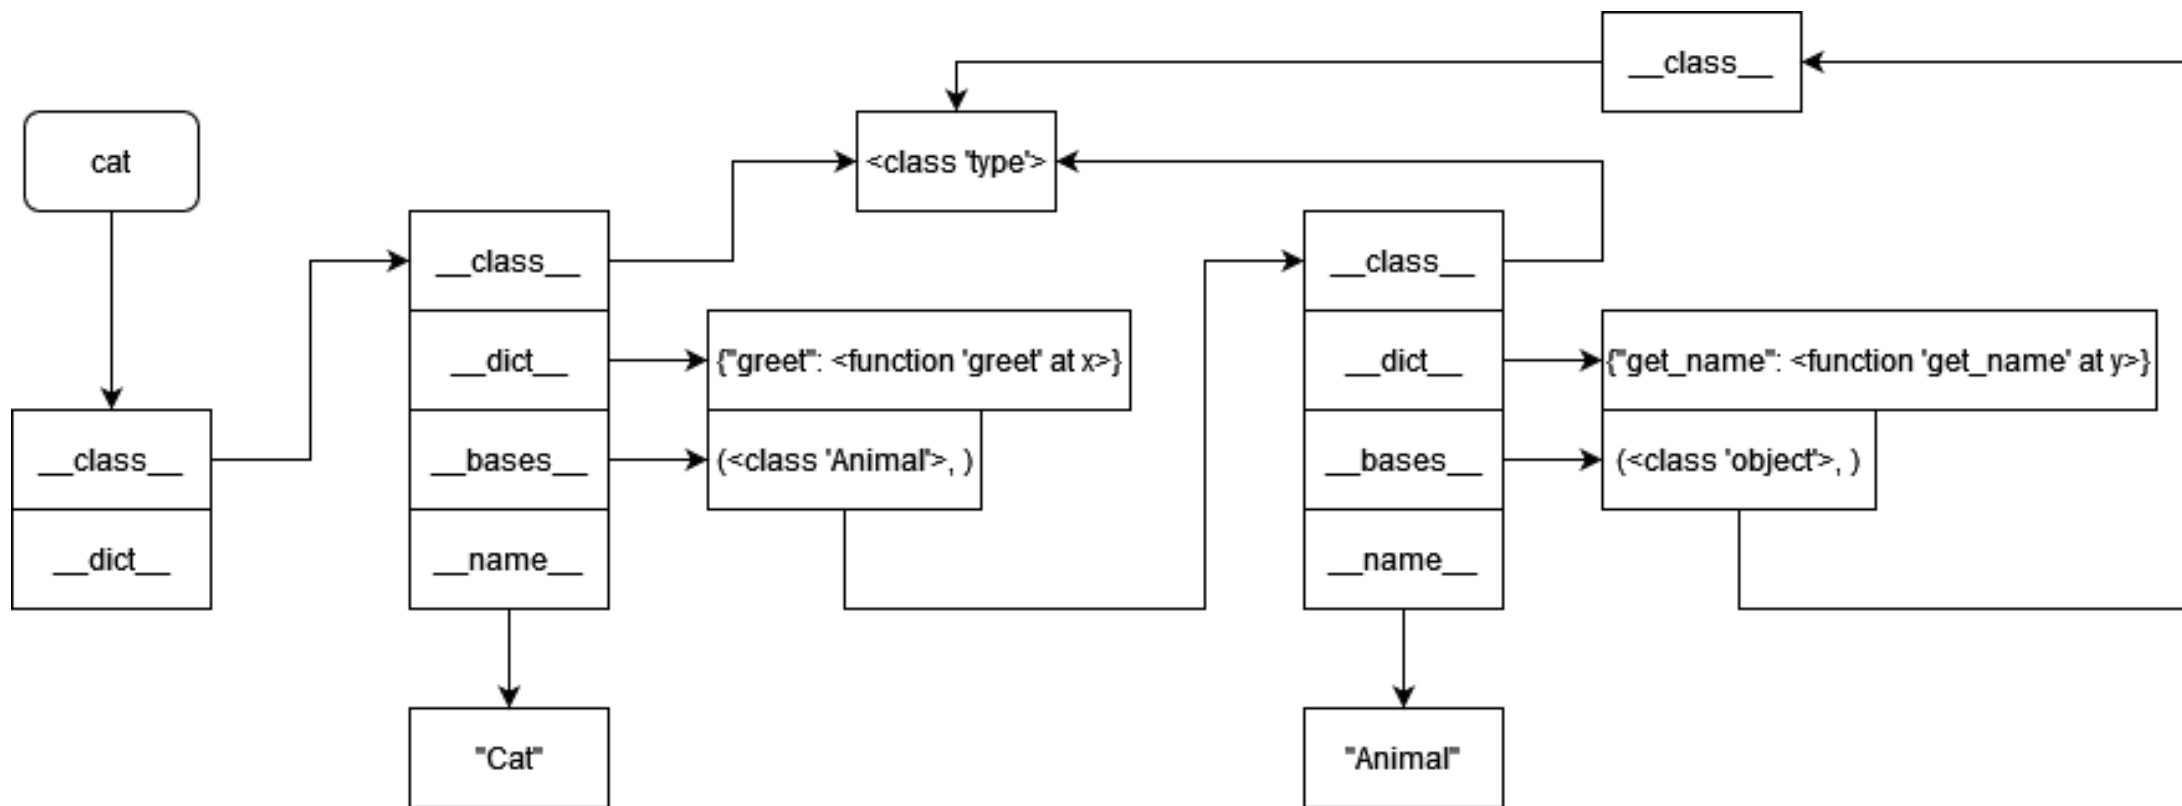 __class__
cat
<class 'type'>
__class__
__class__
__dict__
{"greet": <function 'greet' at x>}
__dict__
{"get_name": <function 'get_name' at y>}
__class__
__bases__
(<class 'Animal'>, )
__bases__
(<class 'object'>, )
__dict__
__name__
__name__
"Cat"
"Animal"